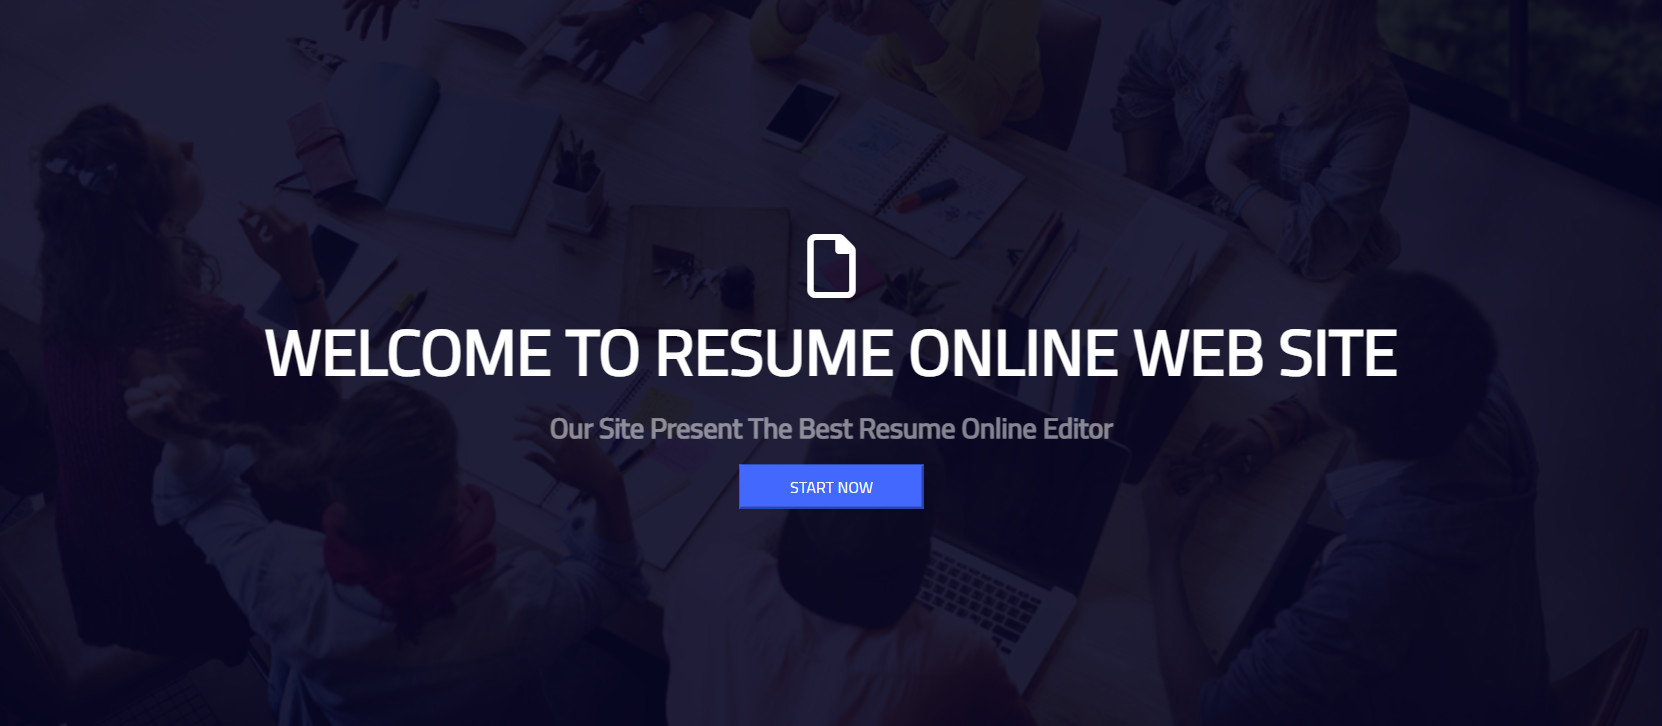 WELCOME TO RESUME ONLINE WEB SITE
Our Site Present The Best Resume Online Editor
START NOW